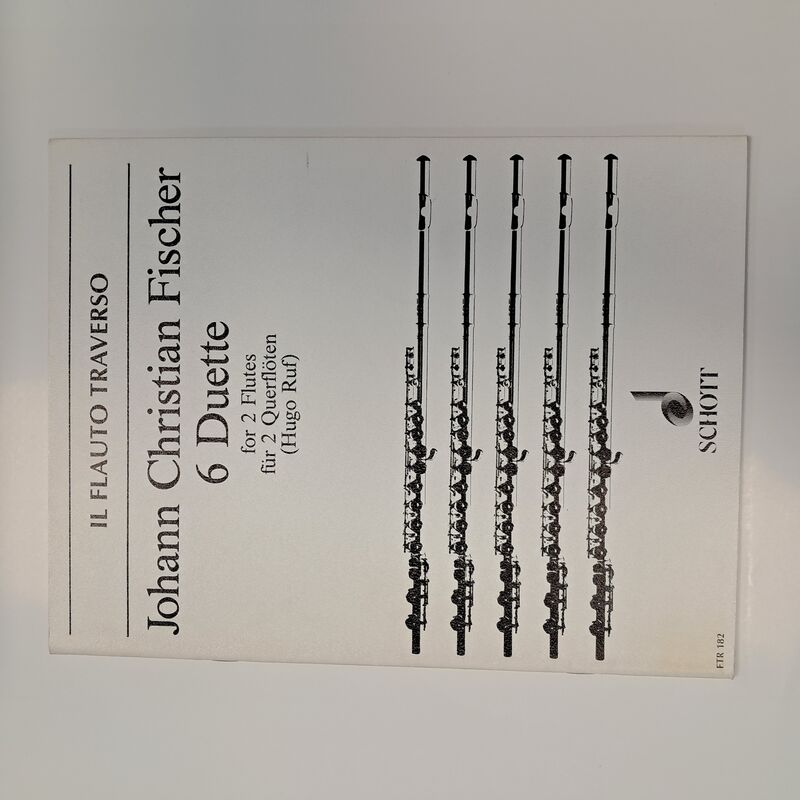 IL FLAUTO TRAVERSO
Johann Christian Fischer
6 Duette
for 2 Flutes
für 2 Querflöten
(Hugo Ruf)
SCHOTT
FTR 182